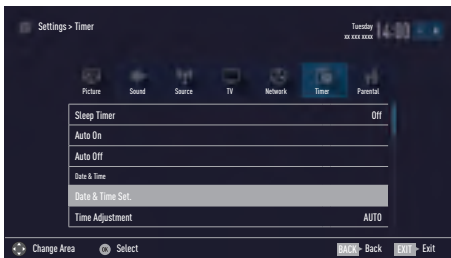 Settings > Timer
Tuesday
xx xxx xxxx
14:00
Picture Sound Source TV Network Timer Parental
Sleep Timer Off
Auto On
Auto Off
Date & Time
Date & Time Set.
Time Adjustment AUTO
Change Area OK Select BACK Back EXIT Exit